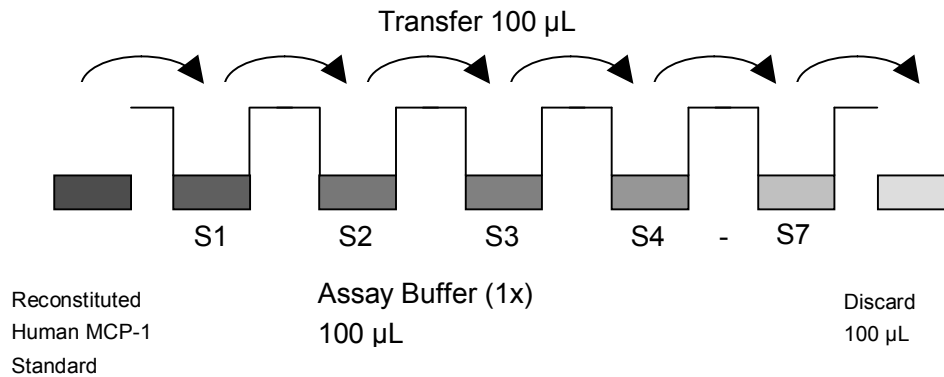 Transfer 100 µL
S1 S2 S3 S4 - S7
Reconstituted
Human MCP-1
Standard
Assay Buffer (1x)
100 µL
Discard
100 µL